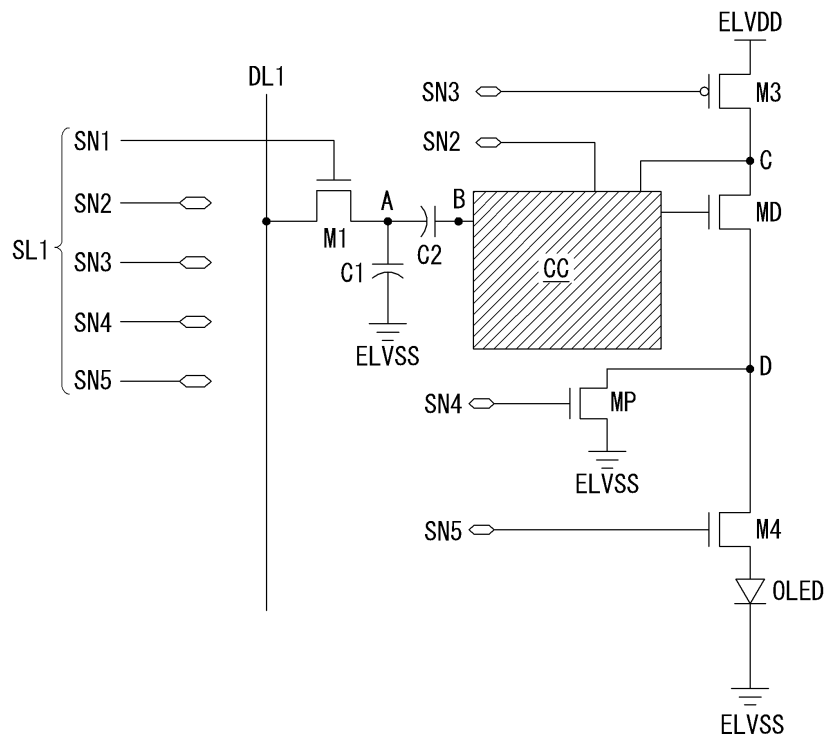 ELVDD
DL1
SN3
M3
SN1
SN2
C
SN2
A
B
MD
M1
SL1
SN3
C1
C2
CC
SN4
ELVSS
D
SN5
SN4
MP
ELVSS
SN5
M4
OLED
ELVSS